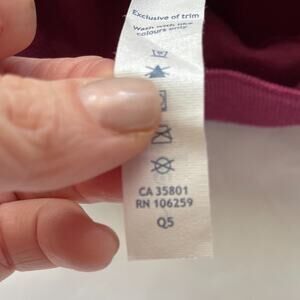 Exclusive of trim
Wash with like
colours only
CA 35801
RN 106259
Q5